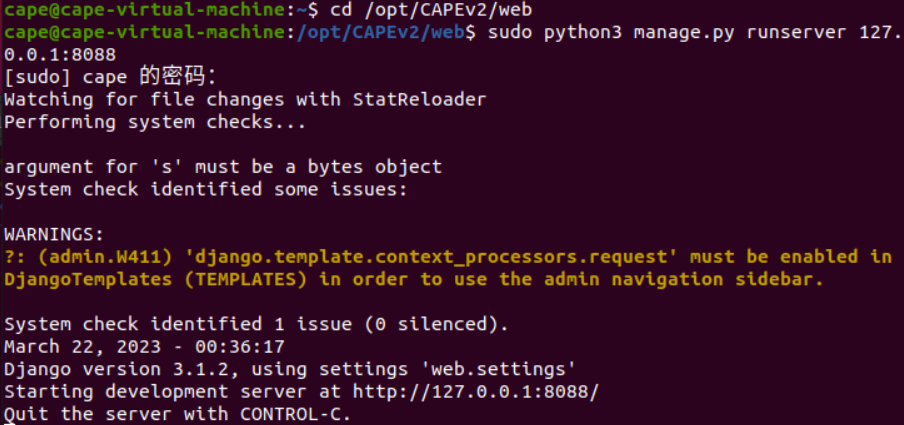 cape@cape-virtual-machine:~$ cd /opt/CAPEv2/web
cape@cape-virtual-machine:/opt/CAPEv2/web$ sudo python3 manage.py runserver 127.
0.0.1:8088
[sudo] cape 的密码：
Watching for file changes with StatReloader
Performing system checks...
argument for 's' must be a bytes object
System check identified some issues:
WARNINGS:
?: (admin.W411) 'django.template.context_processors.request' must be enabled in
DjangoTemplates (TEMPLATES) in order to use the admin navigation sidebar.
System check identified 1 issue (0 silenced).
March 22, 2023 - 00:36:17
Django version 3.1.2, using settings 'web.settings'
Starting development server at http://127.0.0.1:8088/
Quit the server with CONTROL-C.